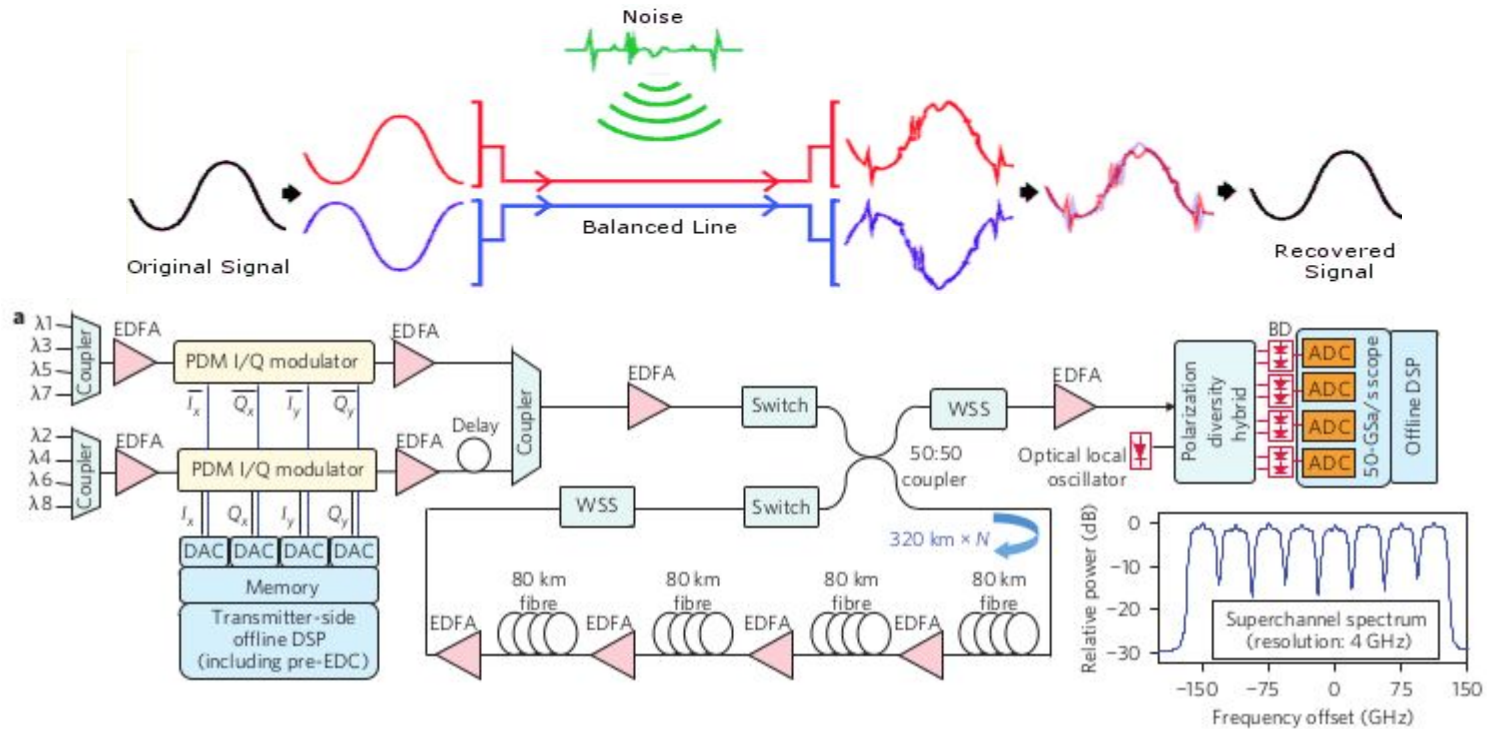 Noise
Balanced Line
Original Signal
Recovered
Signal
a
λ1
λ3
λ5
λ7
Coupler
EDFA
PDM I/Q modulator
EDFA
I̅x
Q̅x
I̅y
Q̅y
λ2
λ4
λ6
λ8
Coupler
EDFA
PDM I/Q modulator
EDFA
Delay
Coupler
EDFA
Switch
50:50
coupler
WSS
EDFA
Optical local
oscillator
Polarization
diversity
hybrid
BD
ADC
ADC
ADC
ADC
50-GSa/s scope
Offline DSP
Ix
Qx
Iy
Qy
DAC
DAC
DAC
DAC
Memory
Transmitter-side
offline DSP
(including pre-EDC)
WSS
Switch
320 km × N
80 km
fibre
80 km
fibre
80 km
fibre
80 km
fibre
EDFA
EDFA
EDFA
EDFA
Relative power (dB)
0
−10
−20
−30
Superchannel spectrum
(resolution: 4 GHz)
−150
−75
0
75
150
Frequency offset (GHz)